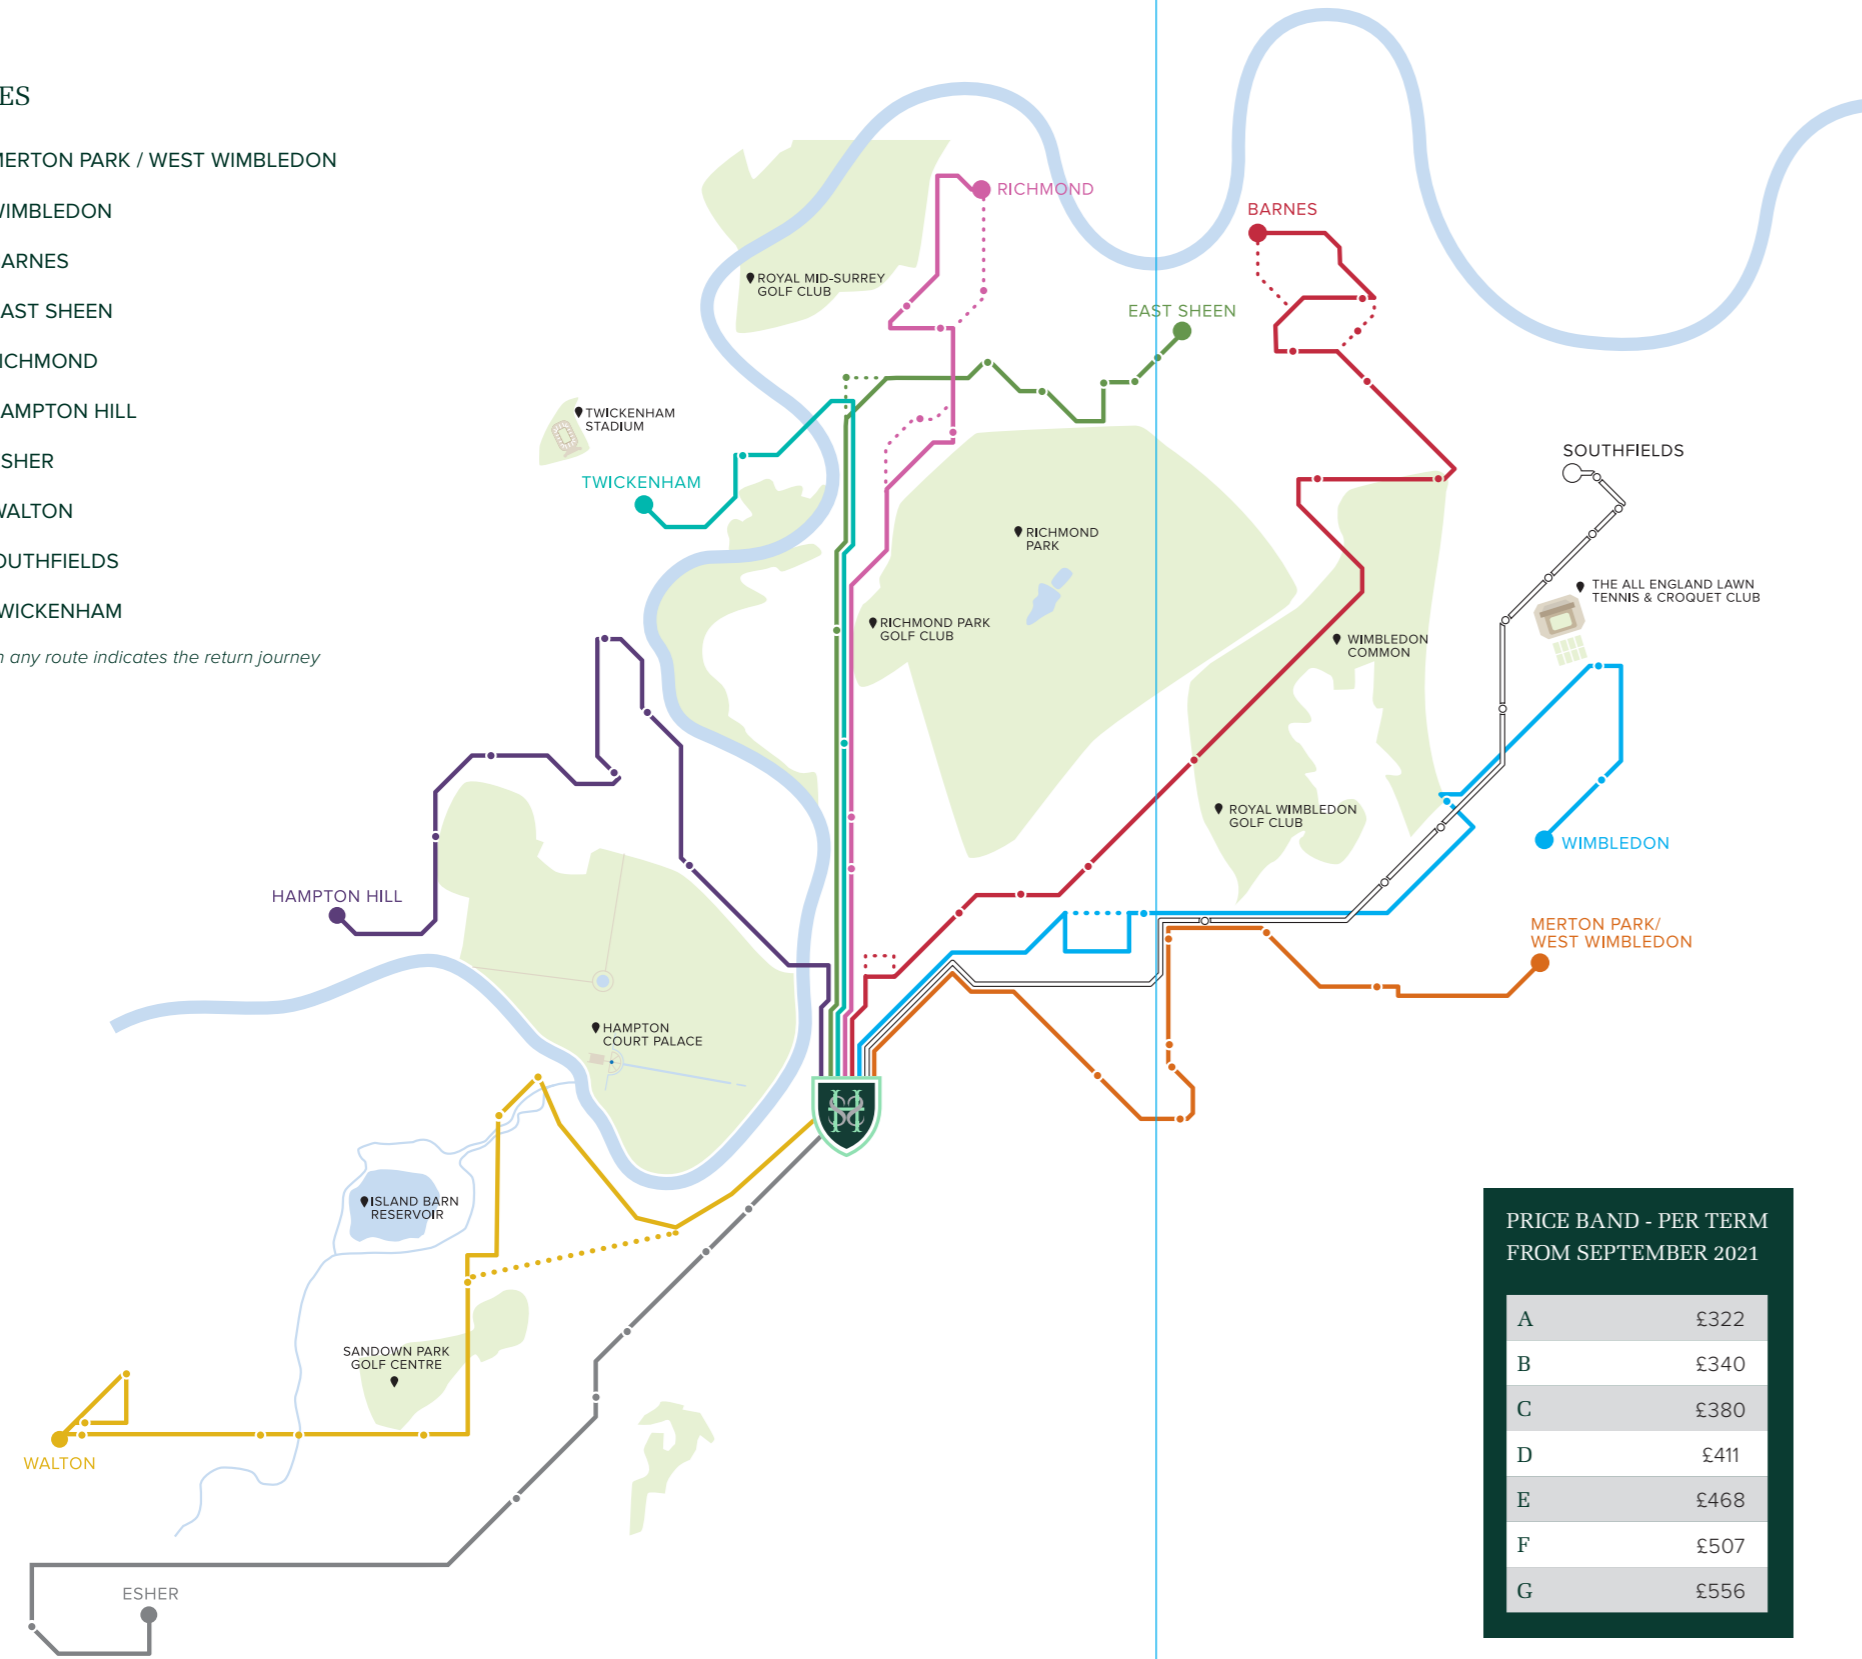 ES
MERTON PARK / WEST WIMBLEDON
WIMBLEDON
ARNES
AST SHEEN
ICHMOND
AMPTON HILL
SHER
WALTON
OUTHFIELDS
WICKENHAM
n any route indicates the return journey
RICHMOND
BARNES
ROYAL MID-SURREY
GOLF CLUB
EAST SHEEN
TWICKENHAM
STADIUM
TWICKENHAM
SOUTHFIELDS
RICHMOND
PARK
THE ALL ENGLAND LAWN
TENNIS & CROQUET CLUB
RICHMOND PARK
GOLF CLUB
WIMBLEDON
COMMON
ROYAL WIMBLEDON
GOLF CLUB
WIMBLEDON
HAMPTON HILL
MERTON PARK/
WEST WIMBLEDON
HAMPTON
COURT PALACE
ISLAND BARN
RESERVOIR
SANDOWN PARK
GOLF CENTRE
WALTON
ESHER
PRICE BAND - PER TERM
FROM SEPTEMBER 2021
A £322
B £340
C £380
D £411
E £468
F £507
G £556